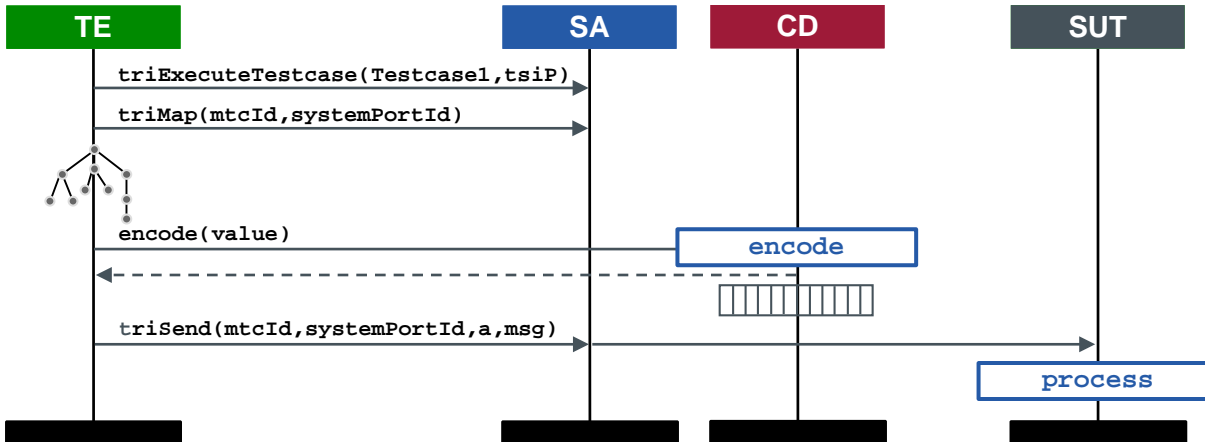 TE SA CD SUT
triExecuteTestcase(Testcase1,tsiP)
triMap(mtcId,systemPortId)
encode(value)
encode
triSend(mtcId,systemPortId,a,msg)
process